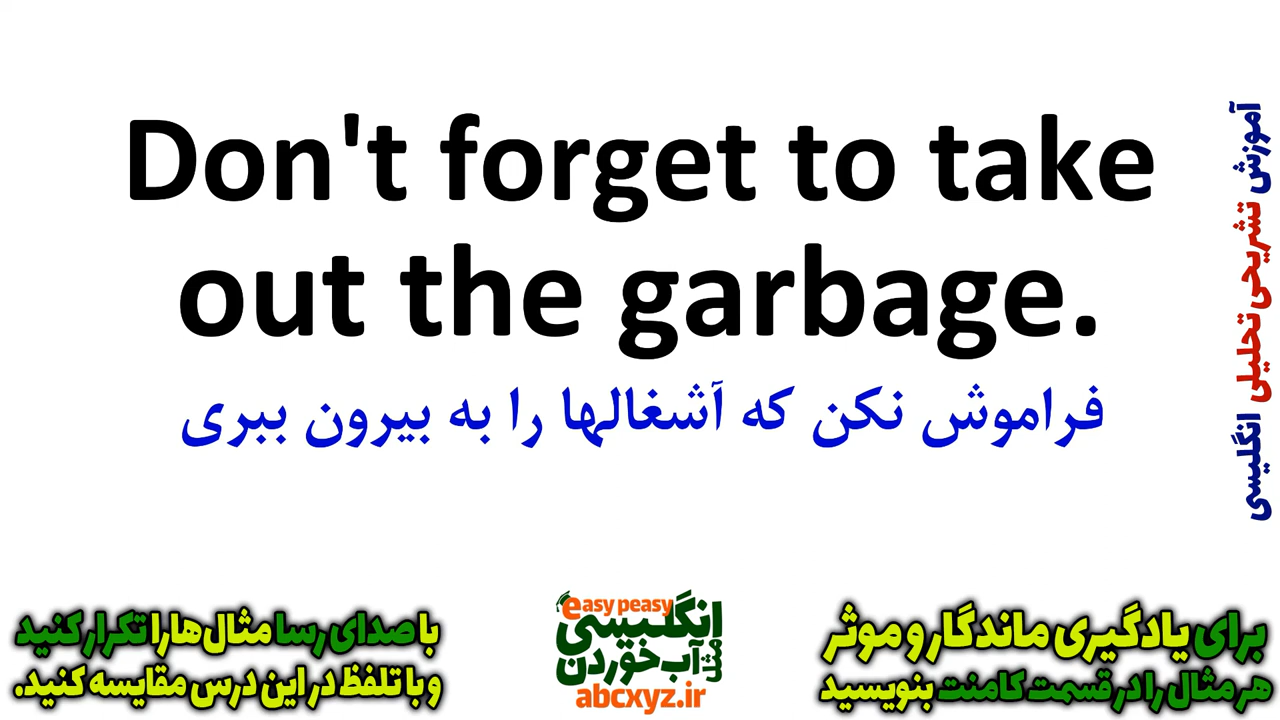 Don't forget to take
out the garbage.
فراموش نکن که آشغالها را به بیرون ببری
آموزش تشریحی تحلیلی انگلیسی
برای یادگیری ماندگار و موثر
هر مثال را در قسمت کامنت بنویسید
easy peasy
انگلیسی
مثل آب خوردن
abcxyz.ir
با صدای رسا مثال‌ها را تکرار کنید
و با تلفظ در این درس مقایسه کنید.